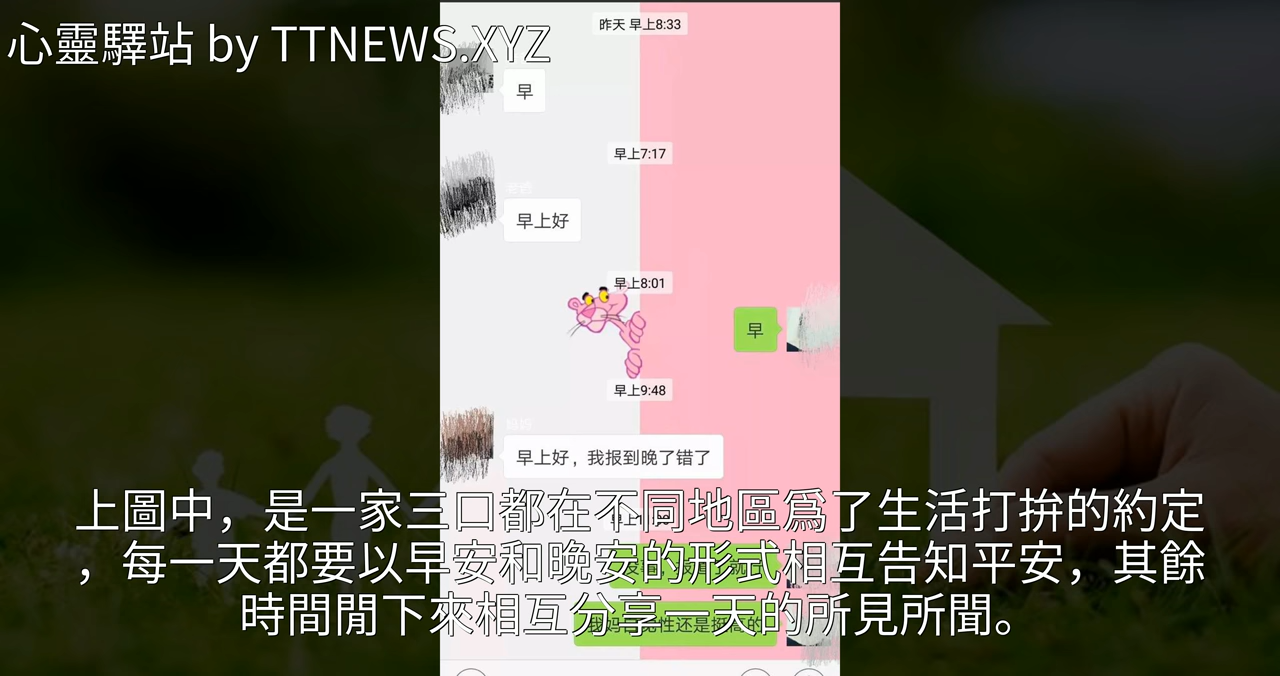 心靈驛站 by TTNEWS.XYZ
昨天 早上8:33
早
早上7:17
早上好
早上8:01
早
早上9:48
早上好，我报到晚了错了
上圖中，是一家三口都在不同地區爲了生活打拚的約定
，每一天都要以早安和晚安的形式相互告知平安，其餘
時間閒下來相互分享一天的所見所聞。